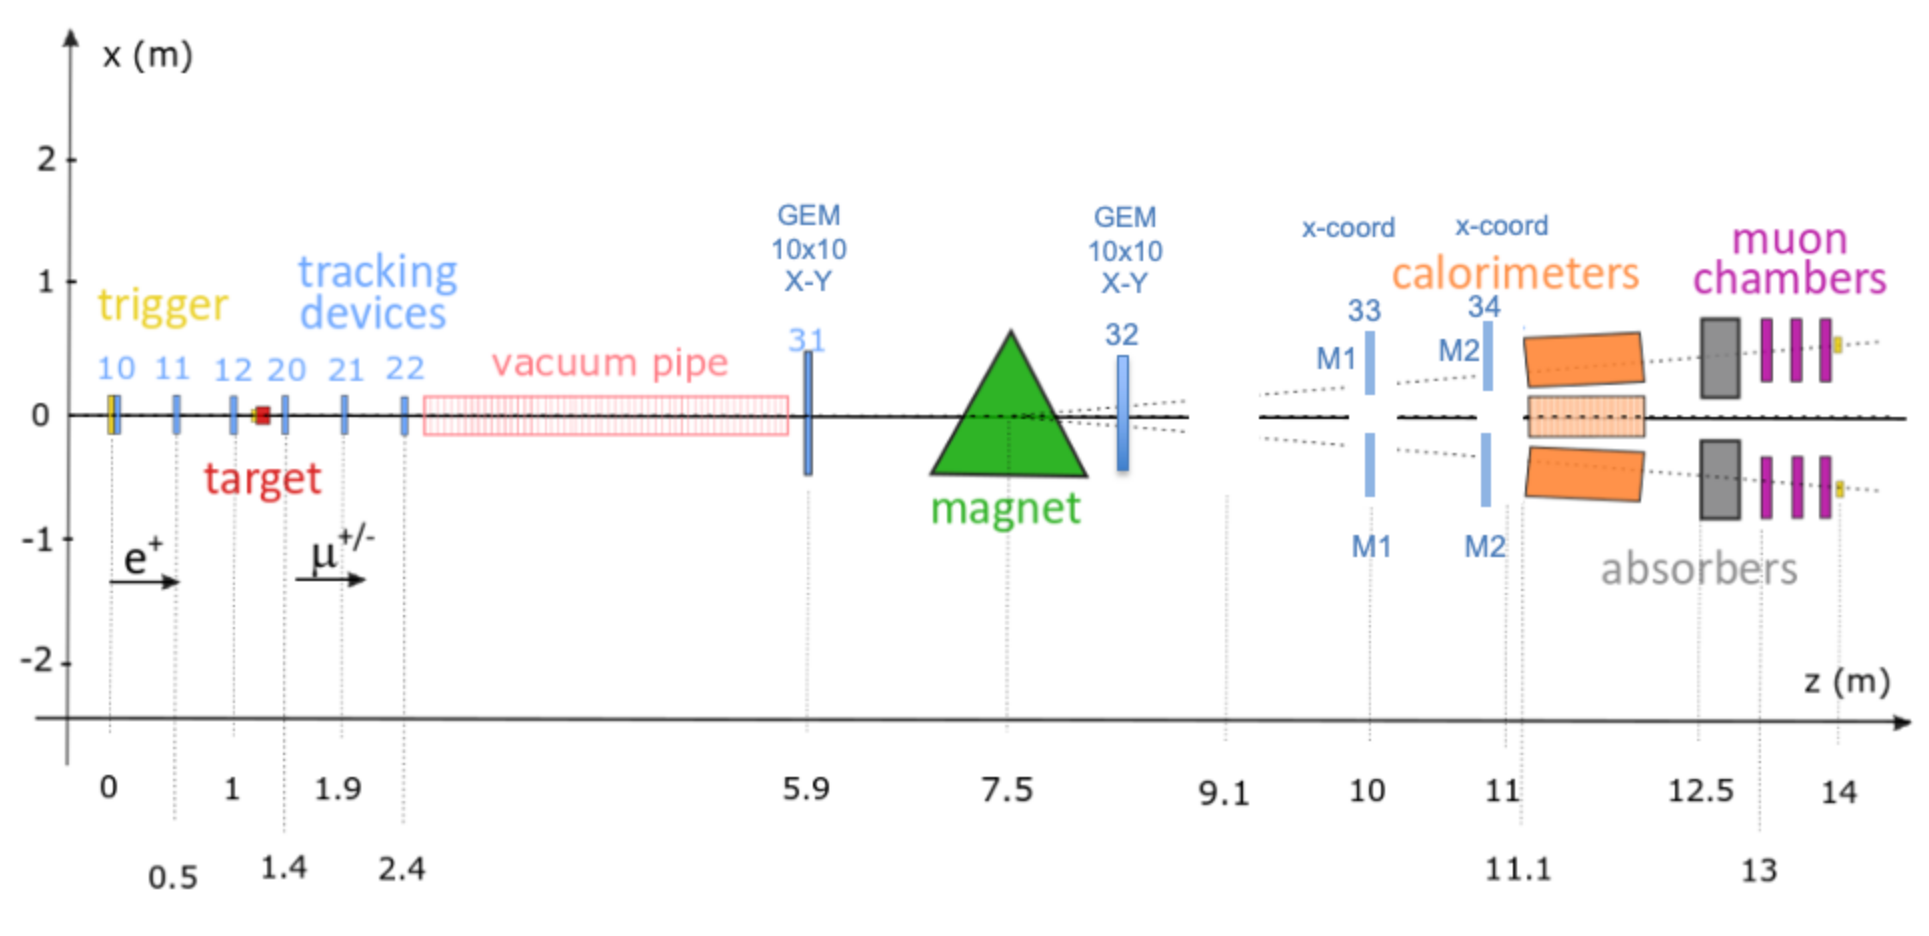 x (m)
2
1
0
-1
-2
trigger
tracking
devices
10 11 12 20 21 22
target
e+
μ+/-
vacuum pipe
GEM
10x10
X-Y
31
magnet
GEM
10x10
X-Y
32
x-coord
33
M1
M1
x-coord
calorimeters
34
M2
M2
muon
chambers
absorbers
z (m)
0 1 1.9 5.9 7.5 9.1 10 11 12.5 14
0.5 1.4 2.4 11.1 13